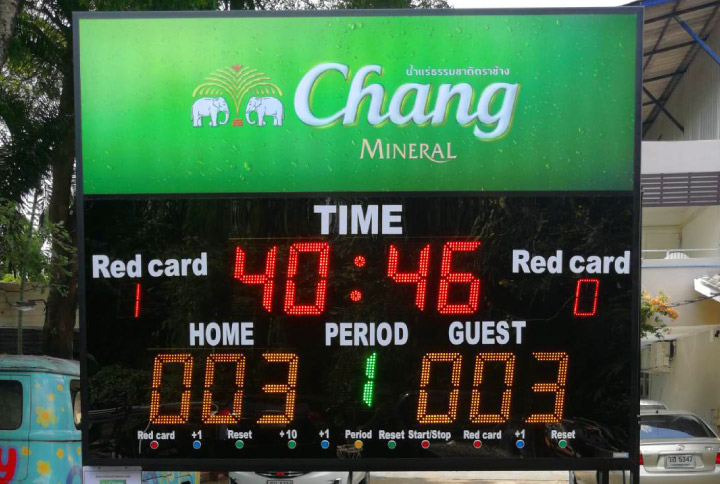 น้ำแร่ธรรมชาติตราช้าง
Chang
MINERAL
TIME
Red card 40:46 Red card
1 0
HOME PERIOD GUEST
003 1 003
Red card +1 Reset +10 +1 Period Reset Start/Stop Red card +1 Reset